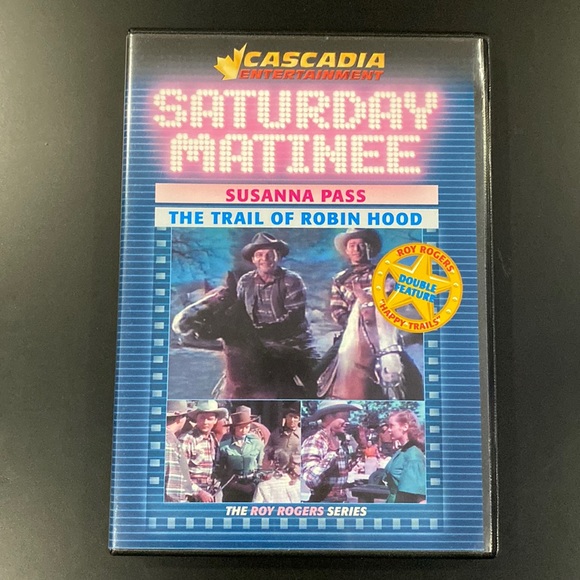 CASCADIA
ENTERTAINMENT
SATURDAY
MATINEE
SUSANNA PASS
THE TRAIL OF ROBIN HOOD
ROY ROGERS
DOUBLE
FEATURE
"HAPPY TRAILS"
THE ROY ROGERS SERIES